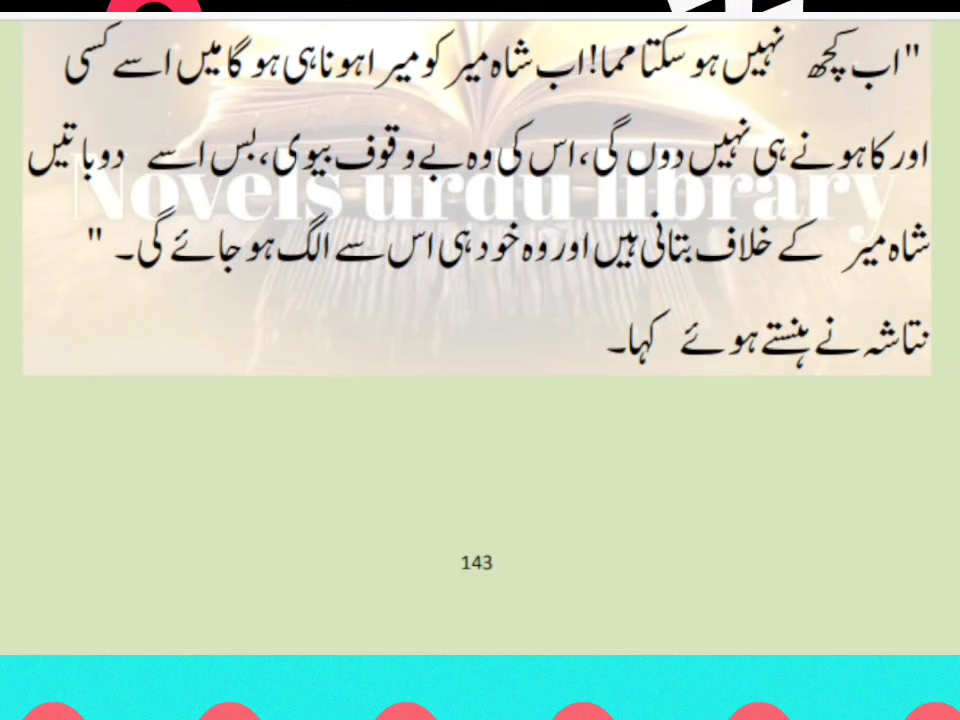 "اب کچھ نہیں ہو سکتا مما! اب شاہ میر کو میرا ہونا ہی ہو گا میں اسے کسی
اور کا ہونے ہی نہیں دوں گی، اس کی وہ بے وقوف بیوی، بس اسے دو باتیں
شاہ میر کے خلاف بتانی ہیں اور وہ خود ہی اس سے الگ ہو جائے گی۔"
نتاشہ نے ہنستے ہوئے کہا۔
Novels urdu library
143